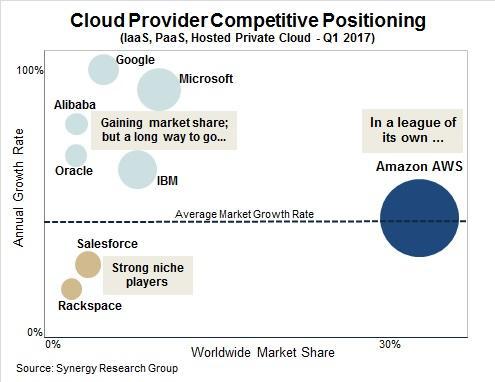 Cloud Provider Competitive Positioning
(IaaS, PaaS, Hosted Private Cloud - Q1 2017)
100%
Google
Microsoft
Alibaba
Gaining market share;
but a long way to go...
In a league of
its own ...
Oracle
IBM
Amazon AWS
Annual Growth Rate
Average Market Growth Rate
Salesforce
Strong niche
players
Rackspace
0%
0%
30%
Worldwide Market Share
Source: Synergy Research Group